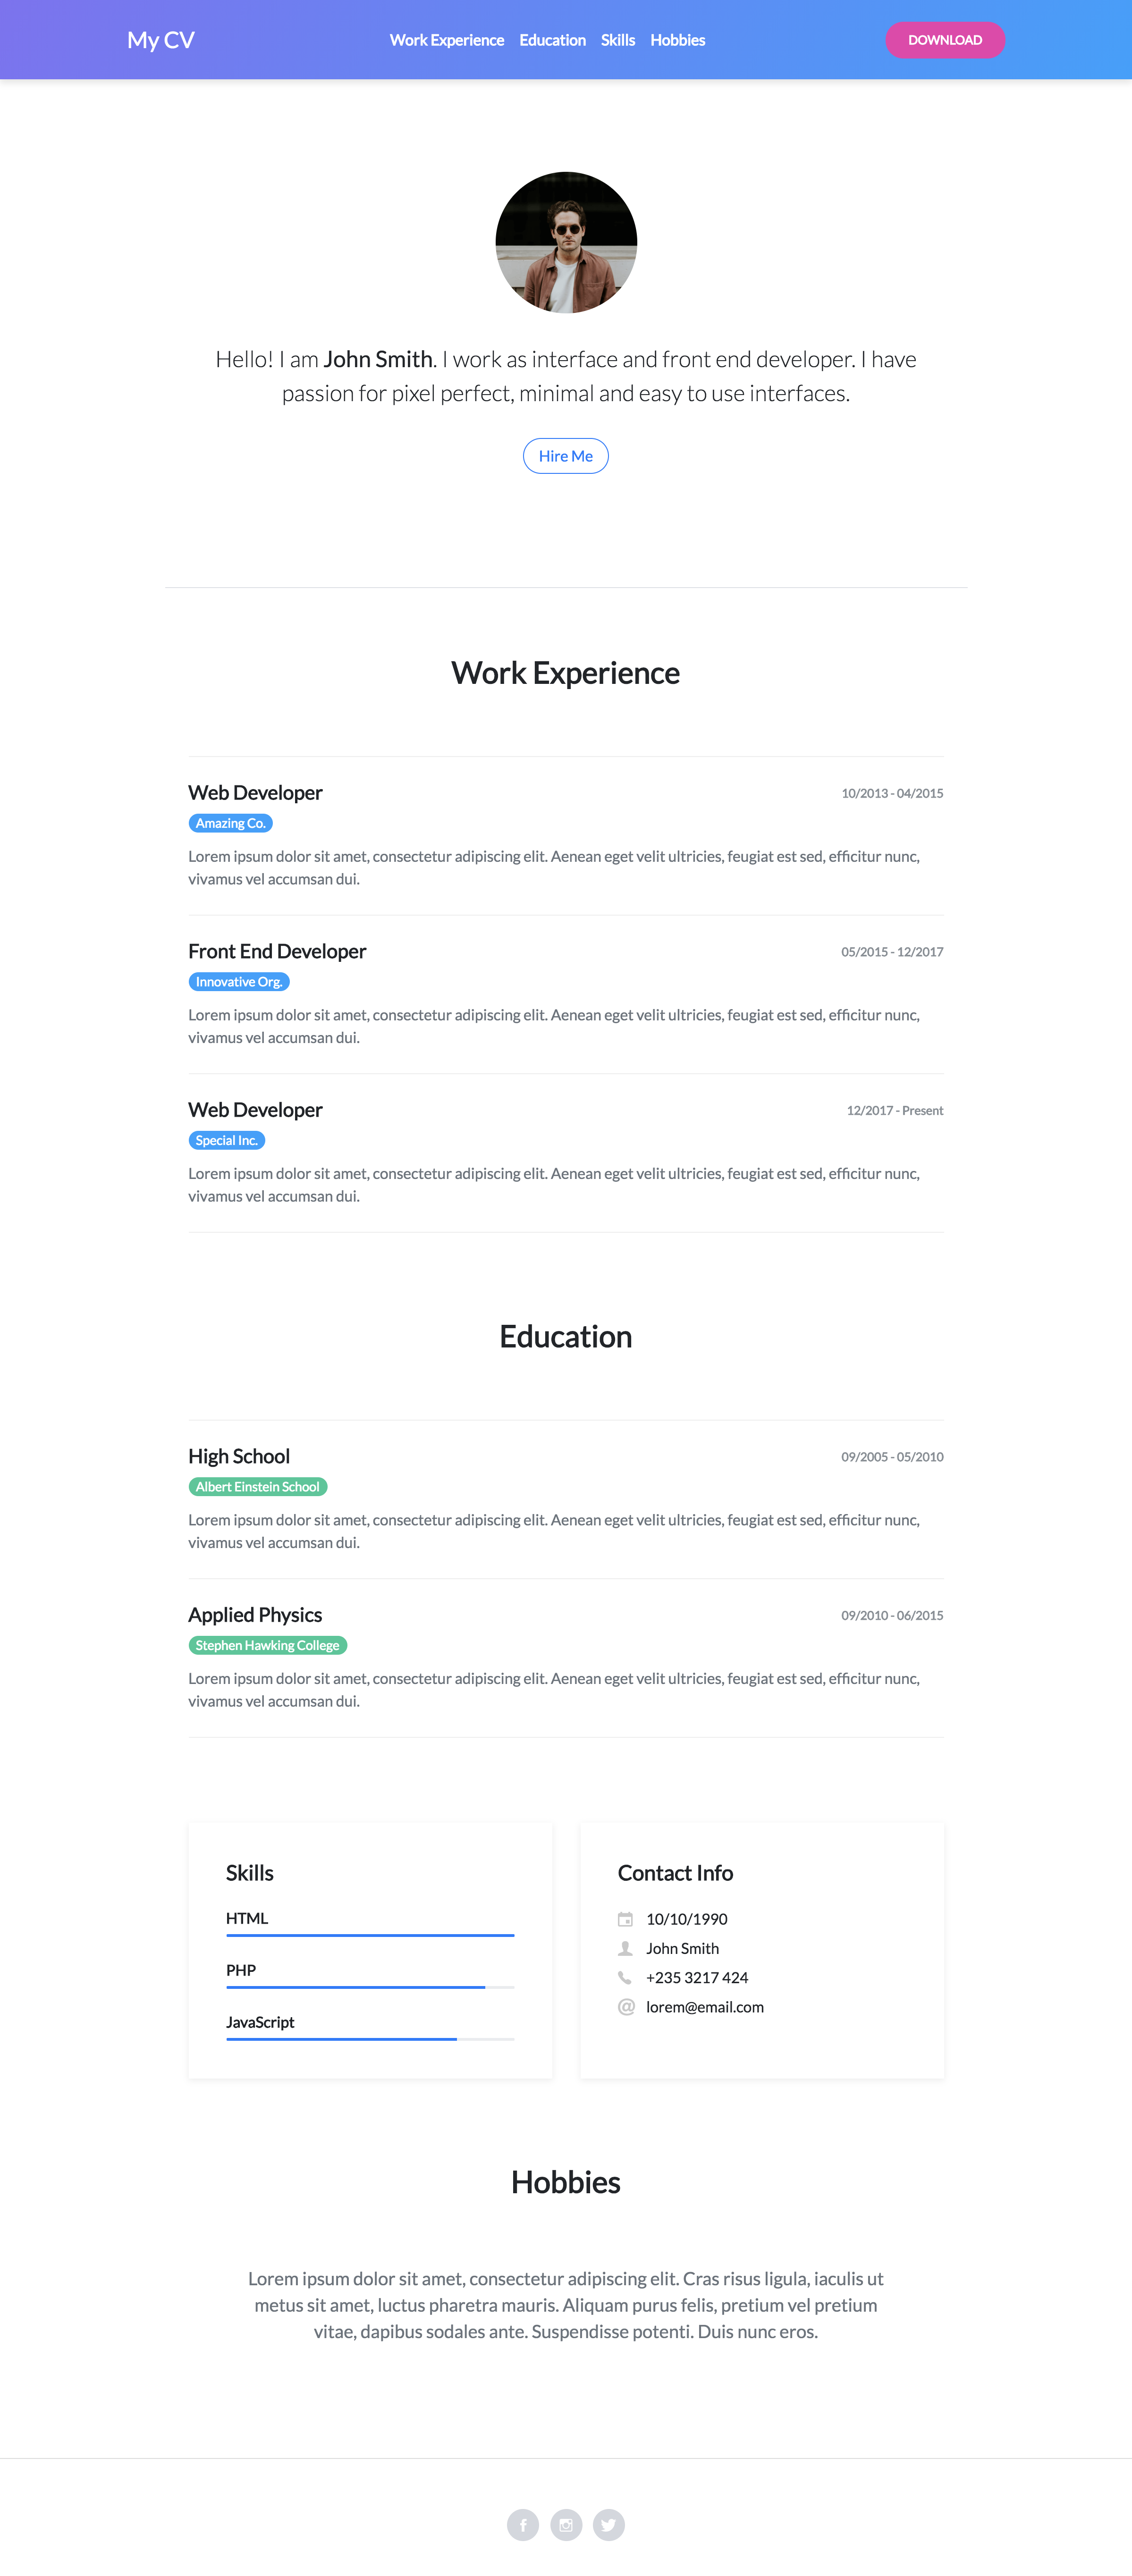 My CV
Work Experience Education Skills Hobbies
DOWNLOAD
Hello! I am John Smith. I work as interface and front end developer. I have
passion for pixel perfect, minimal and easy to use interfaces.
Hire Me
Work Experience
Web Developer
10/2013 - 04/2015
Amazing Co.
Lorem ipsum dolor sit amet, consectetur adipiscing elit. Aenean eget velit ultricies, feugiat est sed, efficitur nunc,
vivamus vel accumsan dui.
Front End Developer
05/2015 - 12/2017
Innovative Org.
Lorem ipsum dolor sit amet, consectetur adipiscing elit. Aenean eget velit ultricies, feugiat est sed, efficitur nunc,
vivamus vel accumsan dui.
Web Developer
12/2017 - Present
Special Inc.
Lorem ipsum dolor sit amet, consectetur adipiscing elit. Aenean eget velit ultricies, feugiat est sed, efficitur nunc,
vivamus vel accumsan dui.
Education
High School
09/2005 - 05/2010
Albert Einstein School
Lorem ipsum dolor sit amet, consectetur adipiscing elit. Aenean eget velit ultricies, feugiat est sed, efficitur nunc,
vivamus vel accumsan dui.
Applied Physics
09/2010 - 06/2015
Stephen Hawking College
Lorem ipsum dolor sit amet, consectetur adipiscing elit. Aenean eget velit ultricies, feugiat est sed, efficitur nunc,
vivamus vel accumsan dui.
Skills
HTML
PHP
JavaScript
Contact Info
10/10/1990
John Smith
+235 3217 424
lorem@email.com
Hobbies
Lorem ipsum dolor sit amet, consectetur adipiscing elit. Cras risus ligula, iaculis ut
metus sit amet, luctus pharetra mauris. Aliquam purus felis, pretium vel pretium
vitae, dapibus sodales ante. Suspendisse potenti. Duis nunc eros.